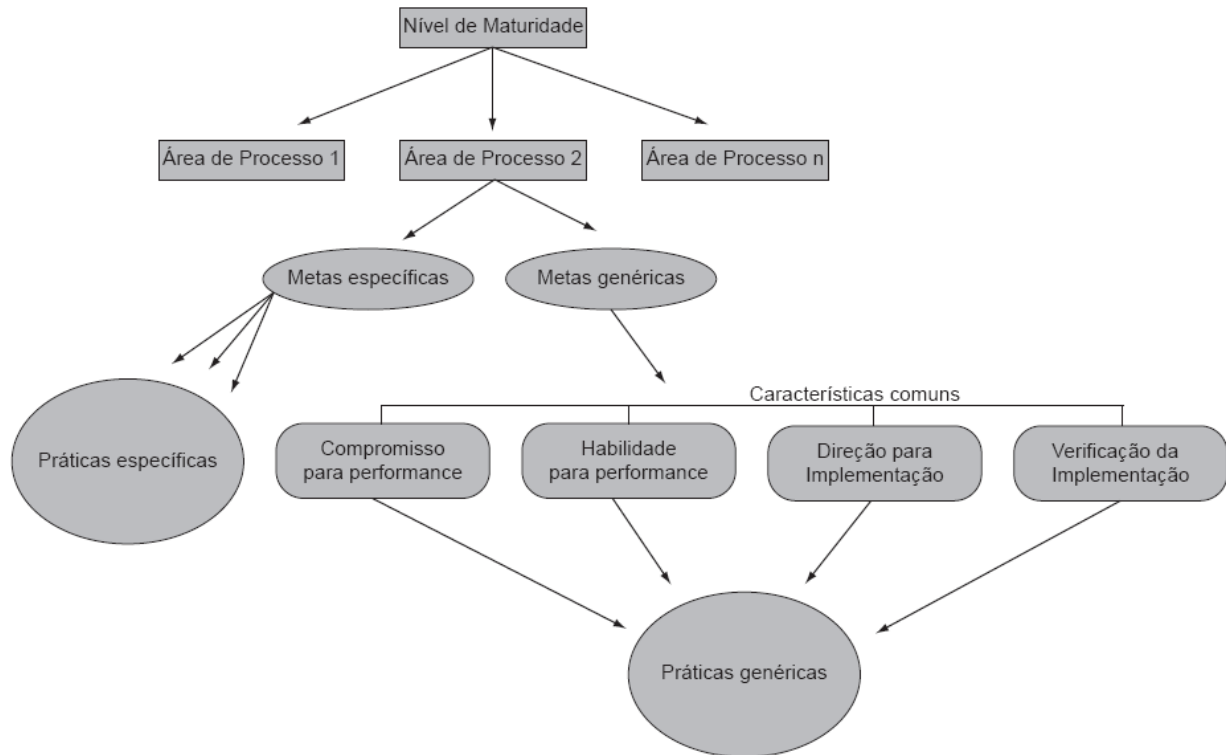 Nível de Maturidade
Área de Processo 1
Área de Processo 2
Área de Processo n
Metas específicas
Metas genéricas
Características comuns
Práticas específicas
Compromisso
para performance
Habilidade
para performance
Direção para
Implementação
Verificação da
Implementação
Práticas genéricas